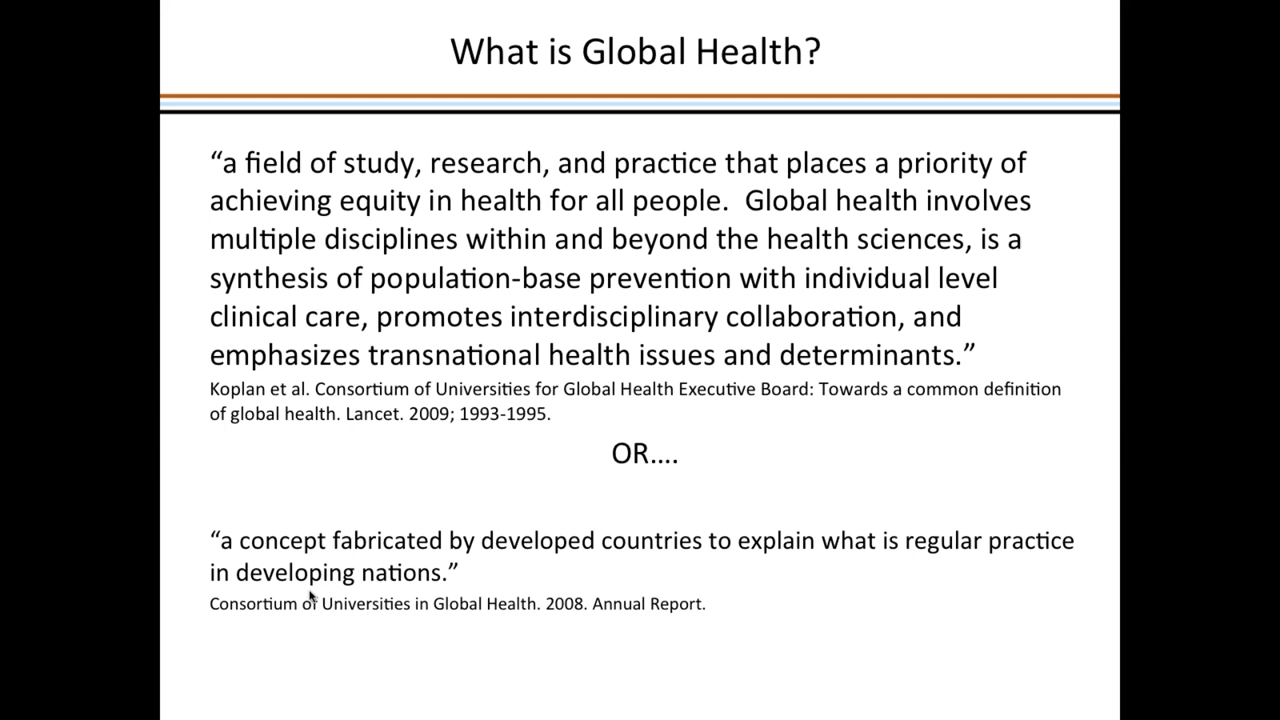 What is Global Health?
“a field of study, research, and practice that places a priority of
achieving equity in health for all people.  Global health involves
multiple disciplines within and beyond the health sciences, is a
synthesis of population-base prevention with individual level
clinical care, promotes interdisciplinary collaboration, and
emphasizes transnational health issues and determinants.”
Koplan et al. Consortium of Universities for Global Health Executive Board: Towards a common definition
of global health. Lancet. 2009; 1993-1995.
OR....
“a concept fabricated by developed countries to explain what is regular practice
in developing nations.”
Consortium of Universities in Global Health. 2008. Annual Report.